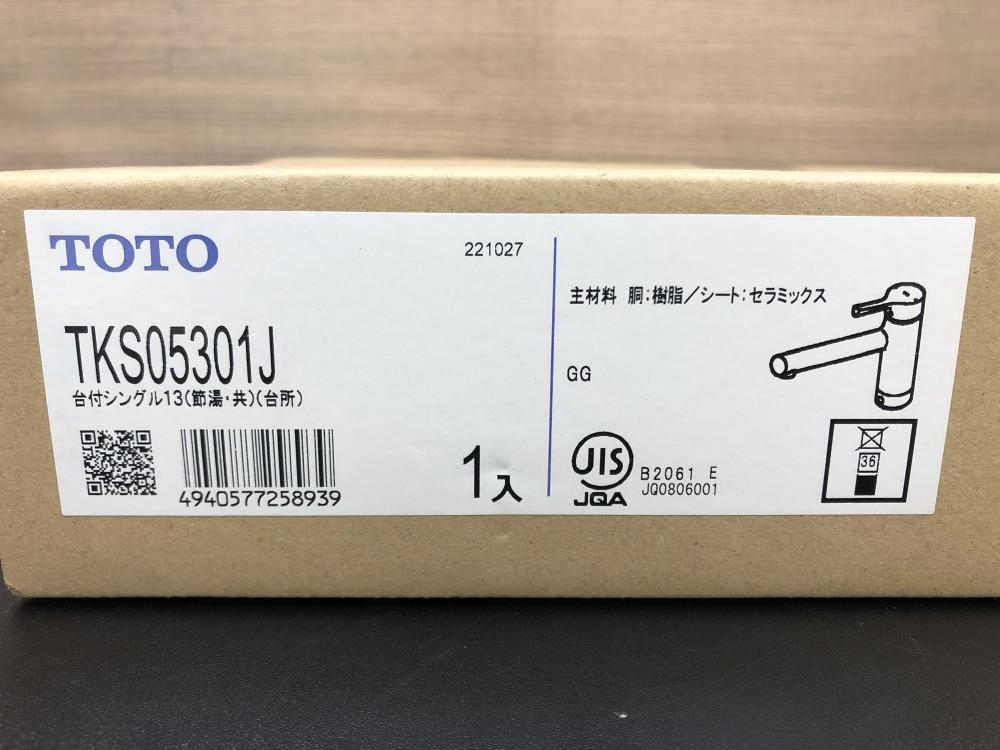 TOTO
221027
TKS05301J
台付シングル13(節湯・共)(台所)
4940577258939
1入
主材料 胴:樹脂/シート:セラミックス
GG
JIS
JQA
B2061 E
JQ0806001
36